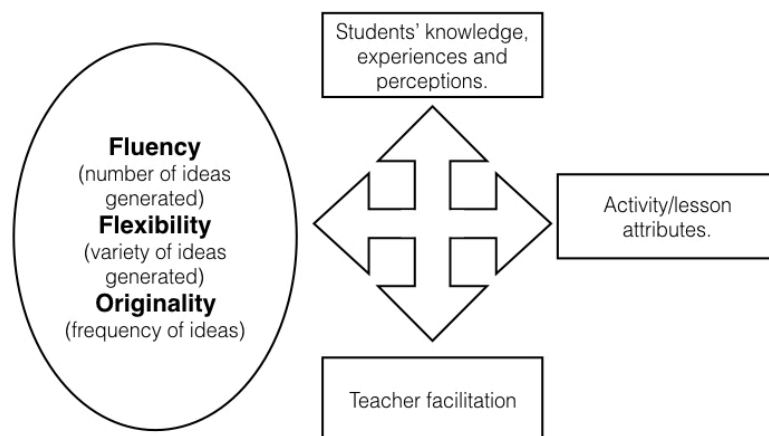 Students’ knowledge,
experiences and
perceptions.
Fluency
(number of ideas
generated)
Flexibility
(variety of ideas
generated)
Originality
(frequency of ideas)
Activity/lesson
attributes.
Teacher facilitation